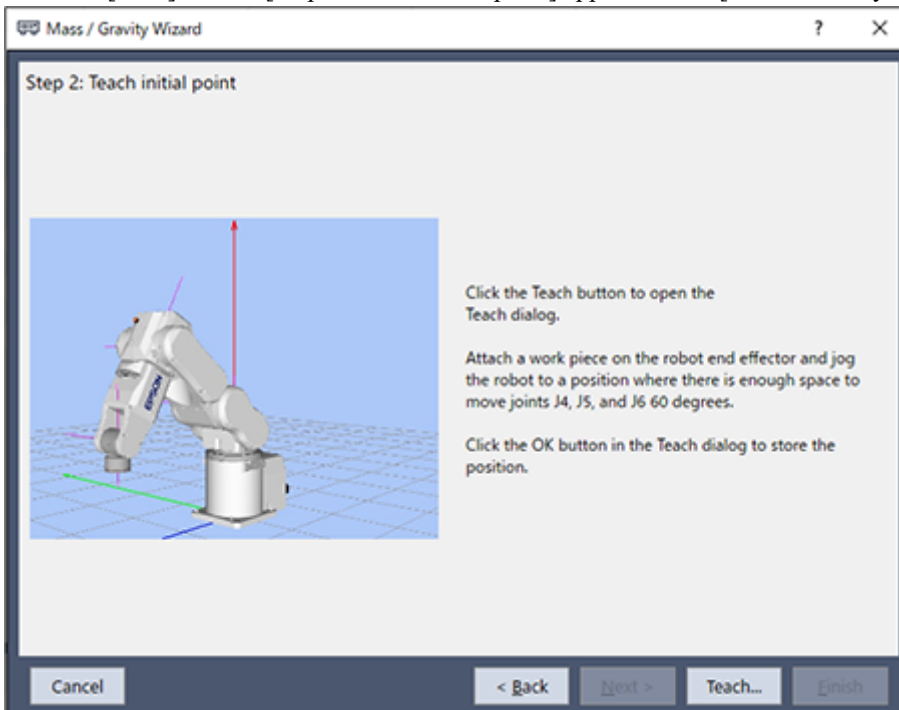 Mass / Gravity Wizard
?
Step 2: Teach initial point
Click the Teach button to open the
Teach dialog.
Attach a work piece on the robot end effector and jog
the robot to a position where there is enough space to
move joints J4, J5, and J6 60 degrees.
Click the OK button in the Teach dialog to store the
position.
EPSON
Cancel
< Back
Next >
Teach...
Finish